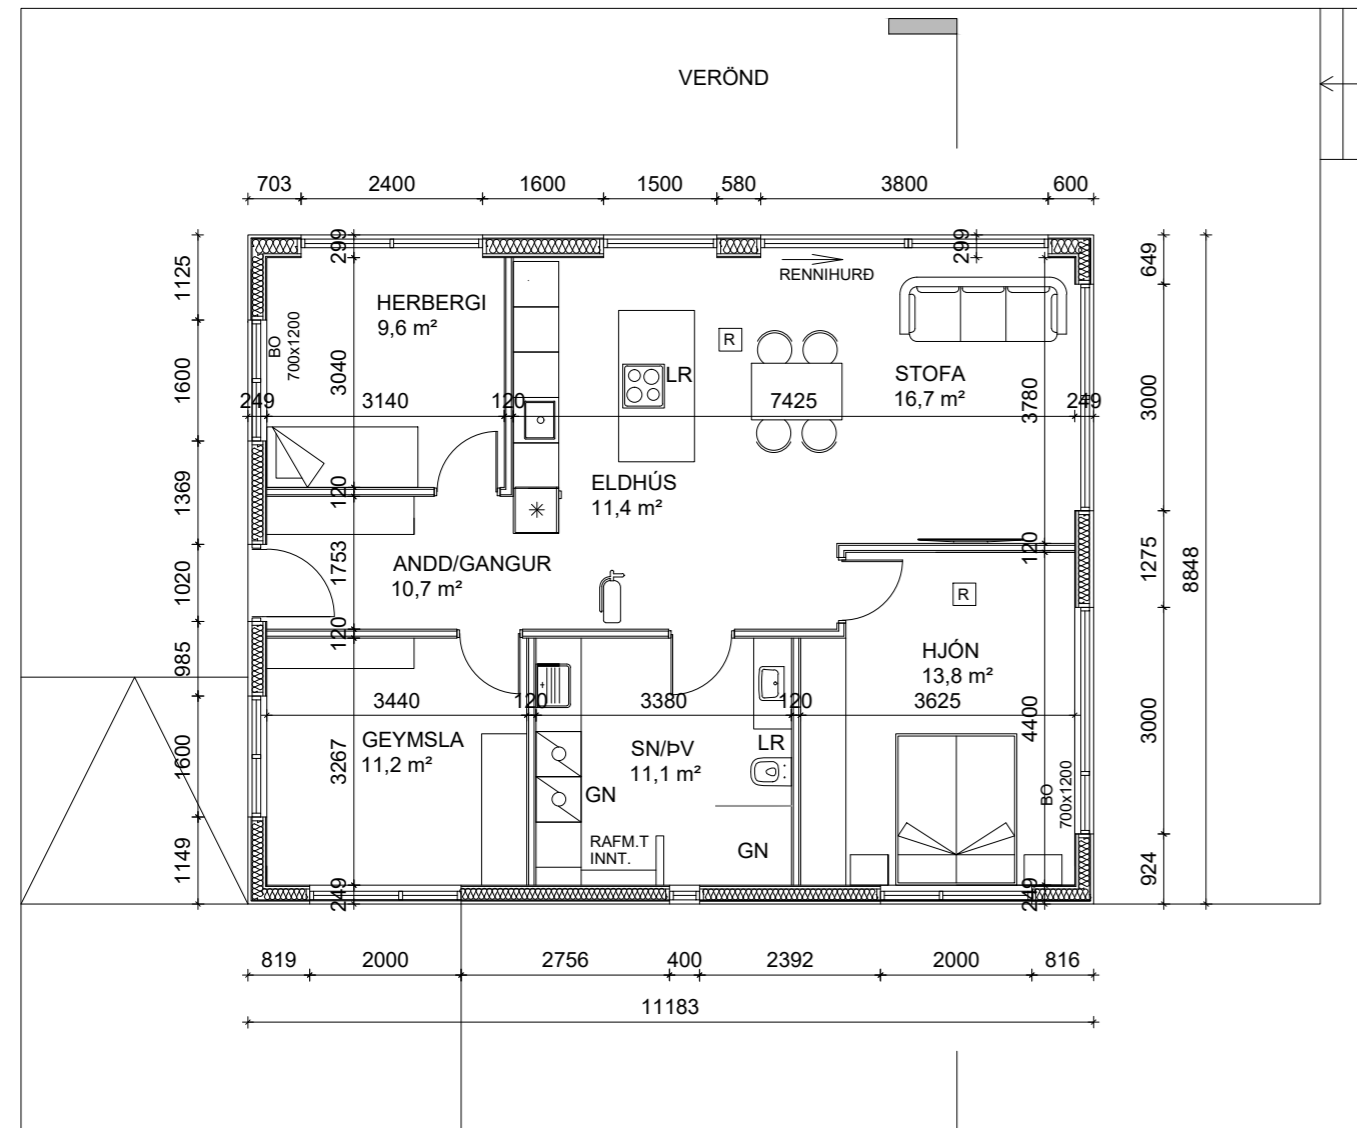 VERÖND
703 2400 1600 1500 580 3800 600
299 299
RENNIHURÐ
1125 649
HERBERGI
9,6 m²
BO
700x1200
R
LR
STOFA
16,7 m²
1600 3040 3780 3000
249 3140 120 7425 249
ELDHÚS
11,4 m²
1369 120
120 1275 8848
ANDD/GANGUR
10,7 m²
1753
1020
R
120
985
HJÓN
13,8 m²
3440 120 3380 120 3625
4400 3000
GEYMSLA
11,2 m²
1600 3267
SN/ÞV
11,1 m²
LR
GN
BO
700x1200
RAFM.T
INNT.
GN
1149 924
249 249
819 2000 2756 400 2392 2000 816
11183